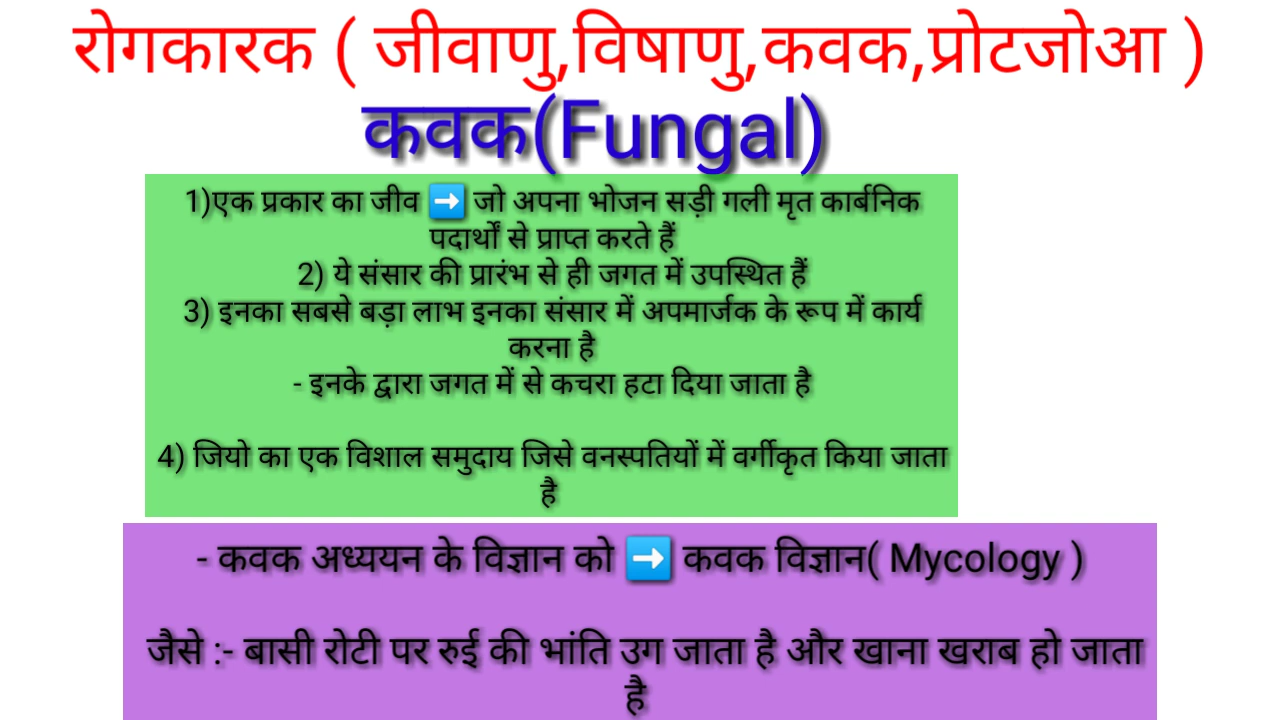 रोगकारक ( जीवाणु,विषाणु,कवक,प्रोटजोआ )
कवक(Fungal)
1)एक प्रकार का जीव ➡️ जो अपना भोजन सड़ी गली मृत कार्बनिक
पदार्थों से प्राप्त करते हैं
2) ये संसार की प्रारंभ से ही जगत में उपस्थित हैं
3) इनका सबसे बड़ा लाभ इनका संसार में अपमार्जक के रूप में कार्य
करना है
- इनके द्वारा जगत में से कचरा हटा दिया जाता है
4) जियो का एक विशाल समुदाय जिसे वनस्पतियों में वर्गीकृत किया जाता
है
- कवक अध्ययन के विज्ञान को ➡️ कवक विज्ञान( Mycology )
जैसे :- बासी रोटी पर रुई की भांति उग जाता है और खाना खराब हो जाता
है